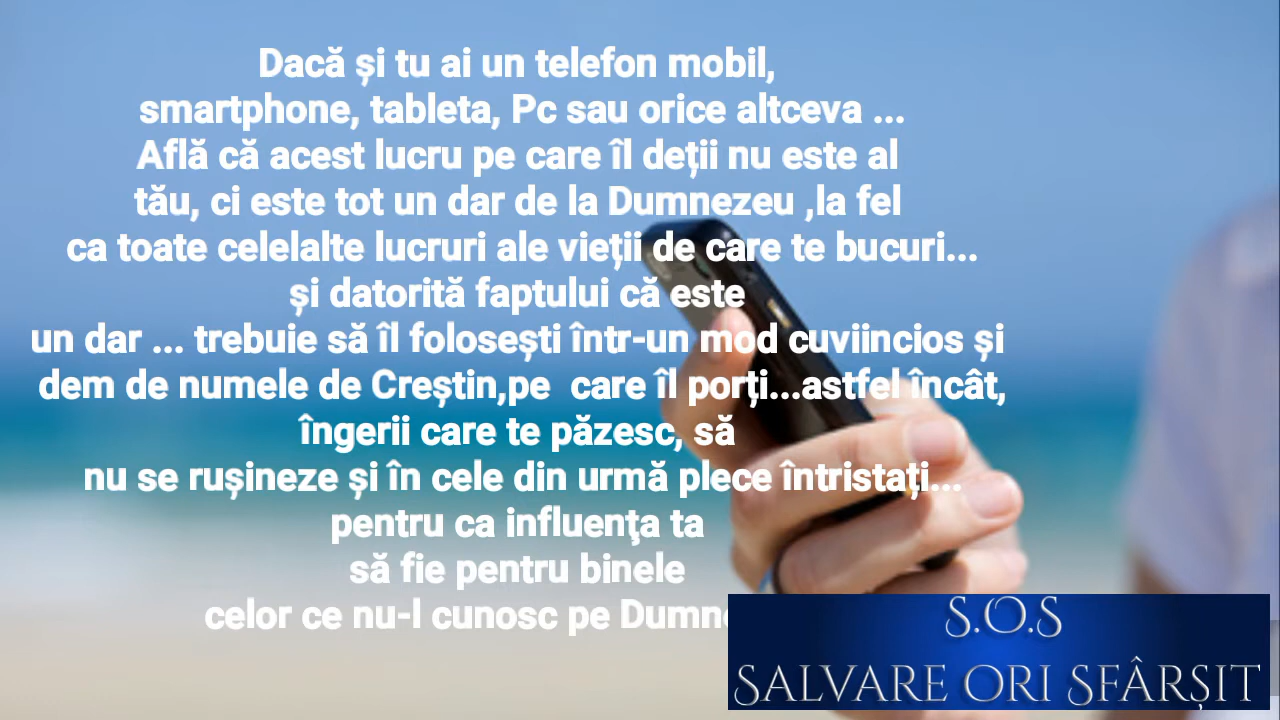 Dacă și tu ai un telefon mobil,
smartphone, tableta, Pc sau orice altceva ...
Află că acest lucru pe care îl deții nu este al
tău, ci este tot un dar de la Dumnezeu ,la fel
ca toate celelalte lucruri ale vieții de care te bucuri...
și datorită faptului că este
un dar ... trebuie să îl folosești într-un mod cuviincios și
dem de numele de Creștin,pe care îl porți...astfel încât,
îngerii care te păzesc, să
nu se rușineze și în cele din urmă plece întristați...
pentru ca influenţa ta
să fie pentru binele
celor ce nu-l cunosc pe
S.O.S
SALVARE ORI SFÂRȘIT